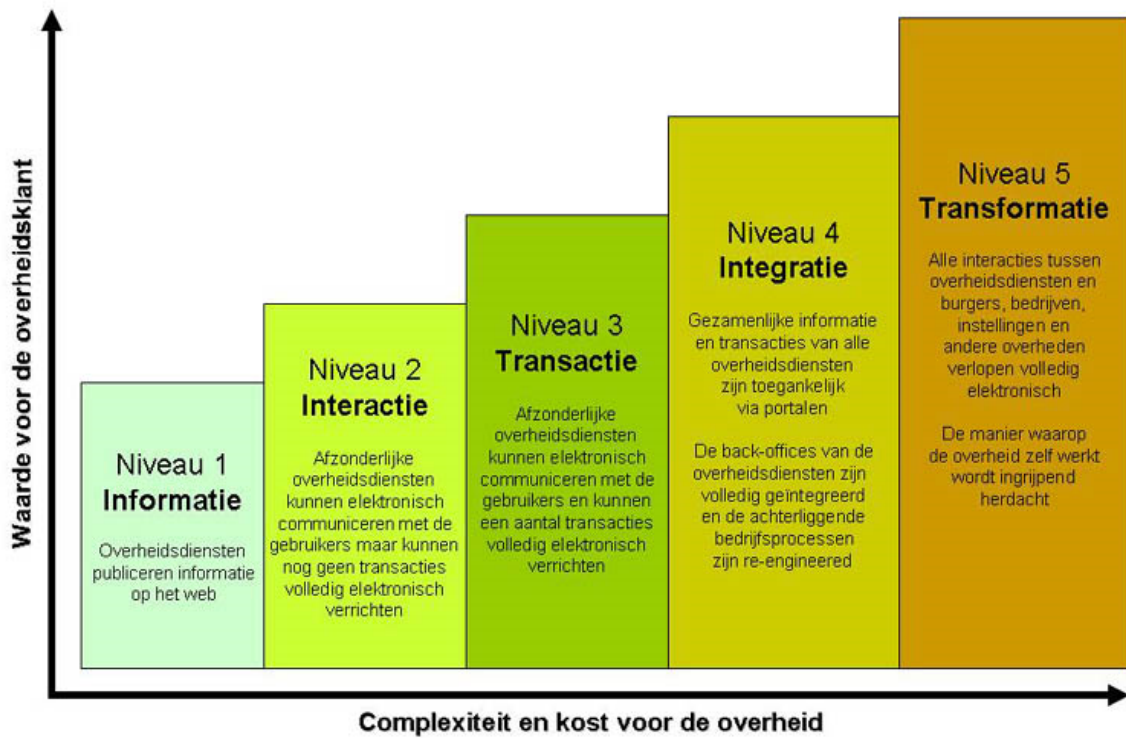 Waarde voor de overheidsklant
Niveau 1
Informatie
Overheidsdiensten
publiceren informatie
op het web
Niveau 2
Interactie
Afzonderlijke
overheidsdiensten
kunnen elektronisch
communiceren met de
gebruikers maar kunnen
nog geen transacties
volledig elektronisch
verrichten
Niveau 3
Transactie
Afzonderlijke
overheidsdiensten
kunnen elektronisch
communiceren met de
gebruikers en kunnen
een aantal transacties
volledig elektronisch
verrichten
Niveau 4
Integratie
Gezamenlijke informatie
en transacties van alle
overheidsdiensten
zijn toegankelijk
via portalen
De back-offices van de
overheidsdiensten zijn
volledig geïntegreerd
en de achterliggende
bedrijfsprocessen
zijn re-engineered
Niveau 5
Transformatie
Alle interacties tussen
overheidsdiensten en
burgers, bedrijven,
instellingen en
andere overheden
verlopen volledig
elektronisch
De manier waarop
de overheid zelf werkt
wordt ingrijpend
herdacht
Complexiteit en kost voor de overheid